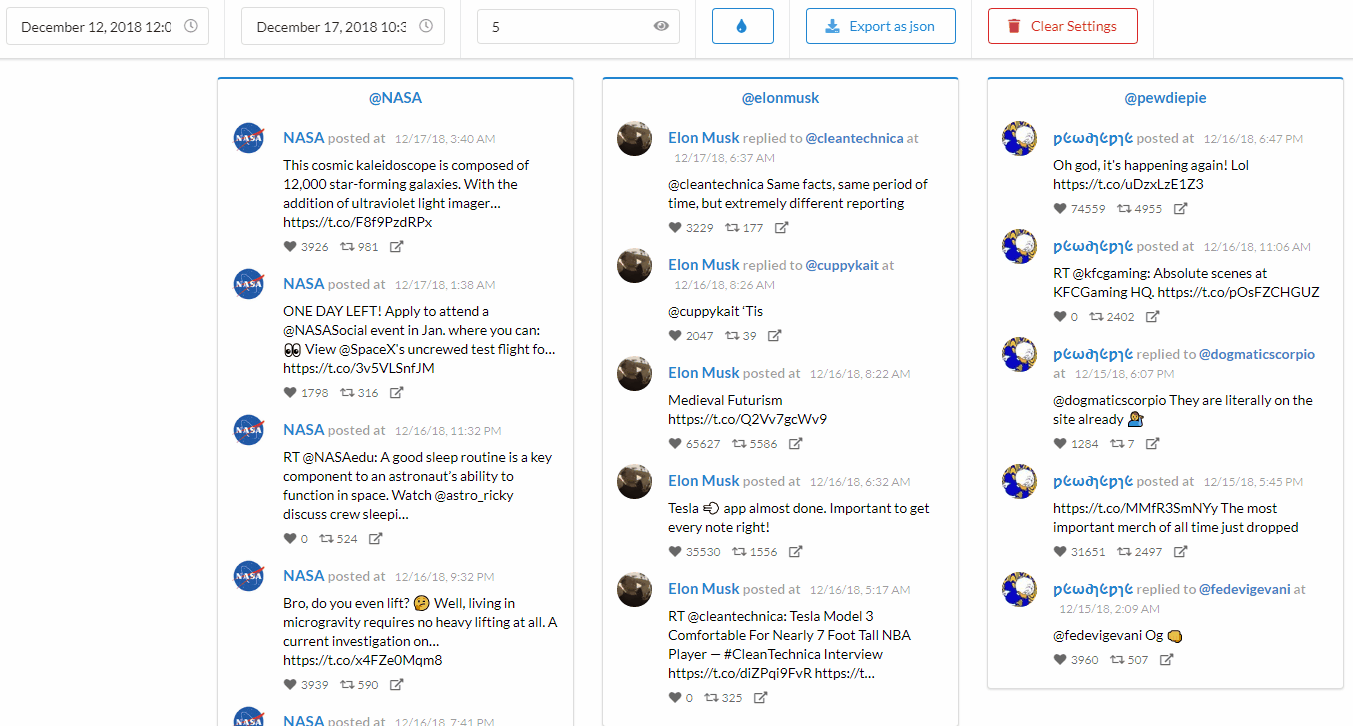 December 12, 2018 12:0
December 17, 2018 10:3
5
Export as json
Clear Settings
@NASA
NASA posted at 12/17/18, 3:40 AM
This cosmic kaleidoscope is composed of
12,000 star-forming galaxies. With the
addition of ultraviolet light imager…
https://t.co/F8f9PzdRPx
3926 981
NASA posted at 12/17/18, 1:38 AM
ONE DAY LEFT! Apply to attend a
@NASASocial event in Jan. where you can:
👀 View @SpaceX's uncrewed test flight fo…
https://t.co/3v5VLSnfJM
1798 316
NASA posted at 12/16/18, 11:32 PM
RT @NASAedu: A good sleep routine is a key
component to an astronaut’s ability to
function in space. Watch @astro_ricky
discuss crew sleepi…
0 524
NASA posted at 12/16/18, 9:32 PM
Bro, do you even lift? 🤔 Well, living in
microgravity requires no heavy lifting at all. A
current investigation on…
https://t.co/x4FZe0Mqm8
3939 590
NASA posted at 12/16/18, 7:41 PM
@elonmusk
Elon Musk replied to @cleantechnica at
12/17/18, 6:37 AM
@cleantechnica Same facts, same period of
time, but extremely different reporting
3229 177
Elon Musk replied to @cuppykait at
12/16/18, 8:26 AM
@cuppykait ‘Tis
2047 39
Elon Musk posted at 12/16/18, 8:22 AM
Medieval Futurism
https://t.co/Q2Vv7gcWv9
65627 5586
Elon Musk posted at 12/16/18, 6:32 AM
Tesla 💨 app almost done. Important to get
every note right!
35530 1556
Elon Musk posted at 12/16/18, 5:17 AM
RT @cleantechnica: Tesla Model 3
Comfortable For Nearly 7 Foot Tall NBA
Player — #CleanTechnica Interview
https://t.co/diZPqi9FvR https://t…
0 325
@pewdiepie
ƿ૯ωძɿ૯ƿɿ૯ posted at 12/16/18, 6:47 PM
Oh god, it's happening again! Lol
https://t.co/uDzxLzE1Z3
74559 4955
ƿ૯ωძɿ૯ƿɿ૯ posted at 12/16/18, 11:06 AM
RT @kfcgaming: Absolute scenes at
KFCGaming HQ. https://t.co/pOsFZCHGUZ
0 2402
ƿ૯ωძɿ૯ƿɿ૯ replied to @dogmaticscorpio
at 12/15/18, 6:07 PM
@dogmaticscorpio They are literally on the
site already 💁
1284 7
ƿ૯ωძɿ૯ƿɿ૯ posted at 12/15/18, 5:45 PM
https://t.co/MMfR3SmNYy The most
important merch of all time just dropped
31651 2497
ƿ૯ωძɿ૯ƿɿ૯ replied to @fedevigevani at
12/15/18, 2:09 AM
@fedevigevani Og 👊
3960 507